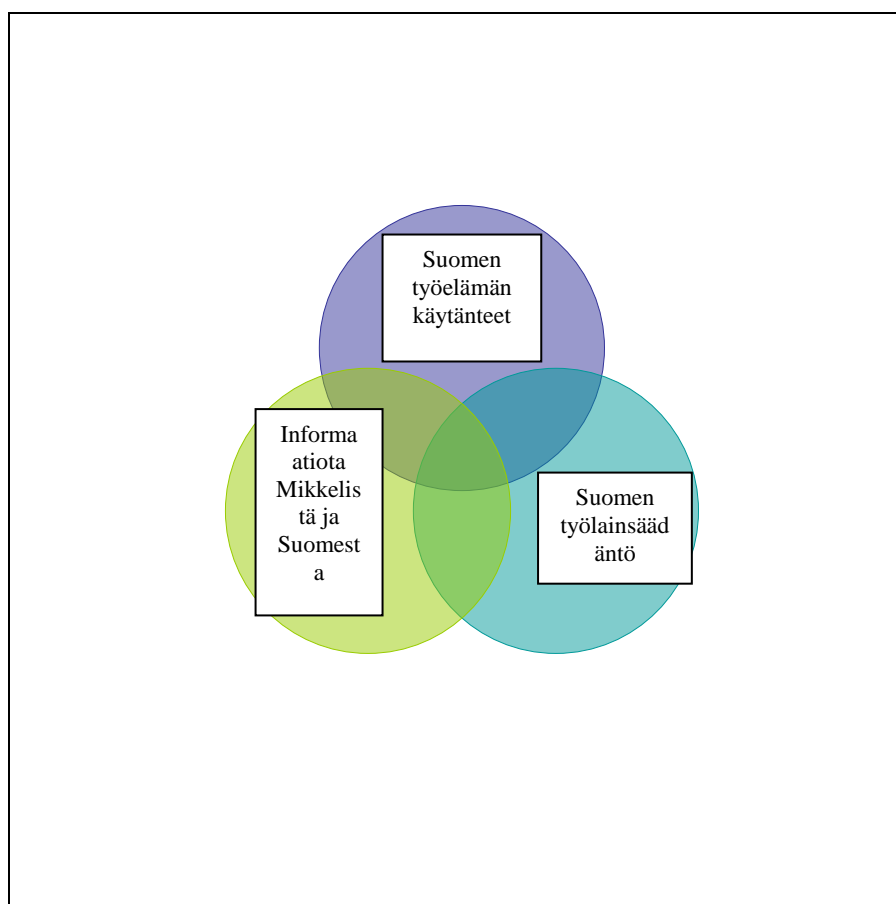 Suomen
työelämän
käytänteet
Informa
atiota
Mikkelis
tä ja
Suomest
a
Suomen
työlainsääd
äntö